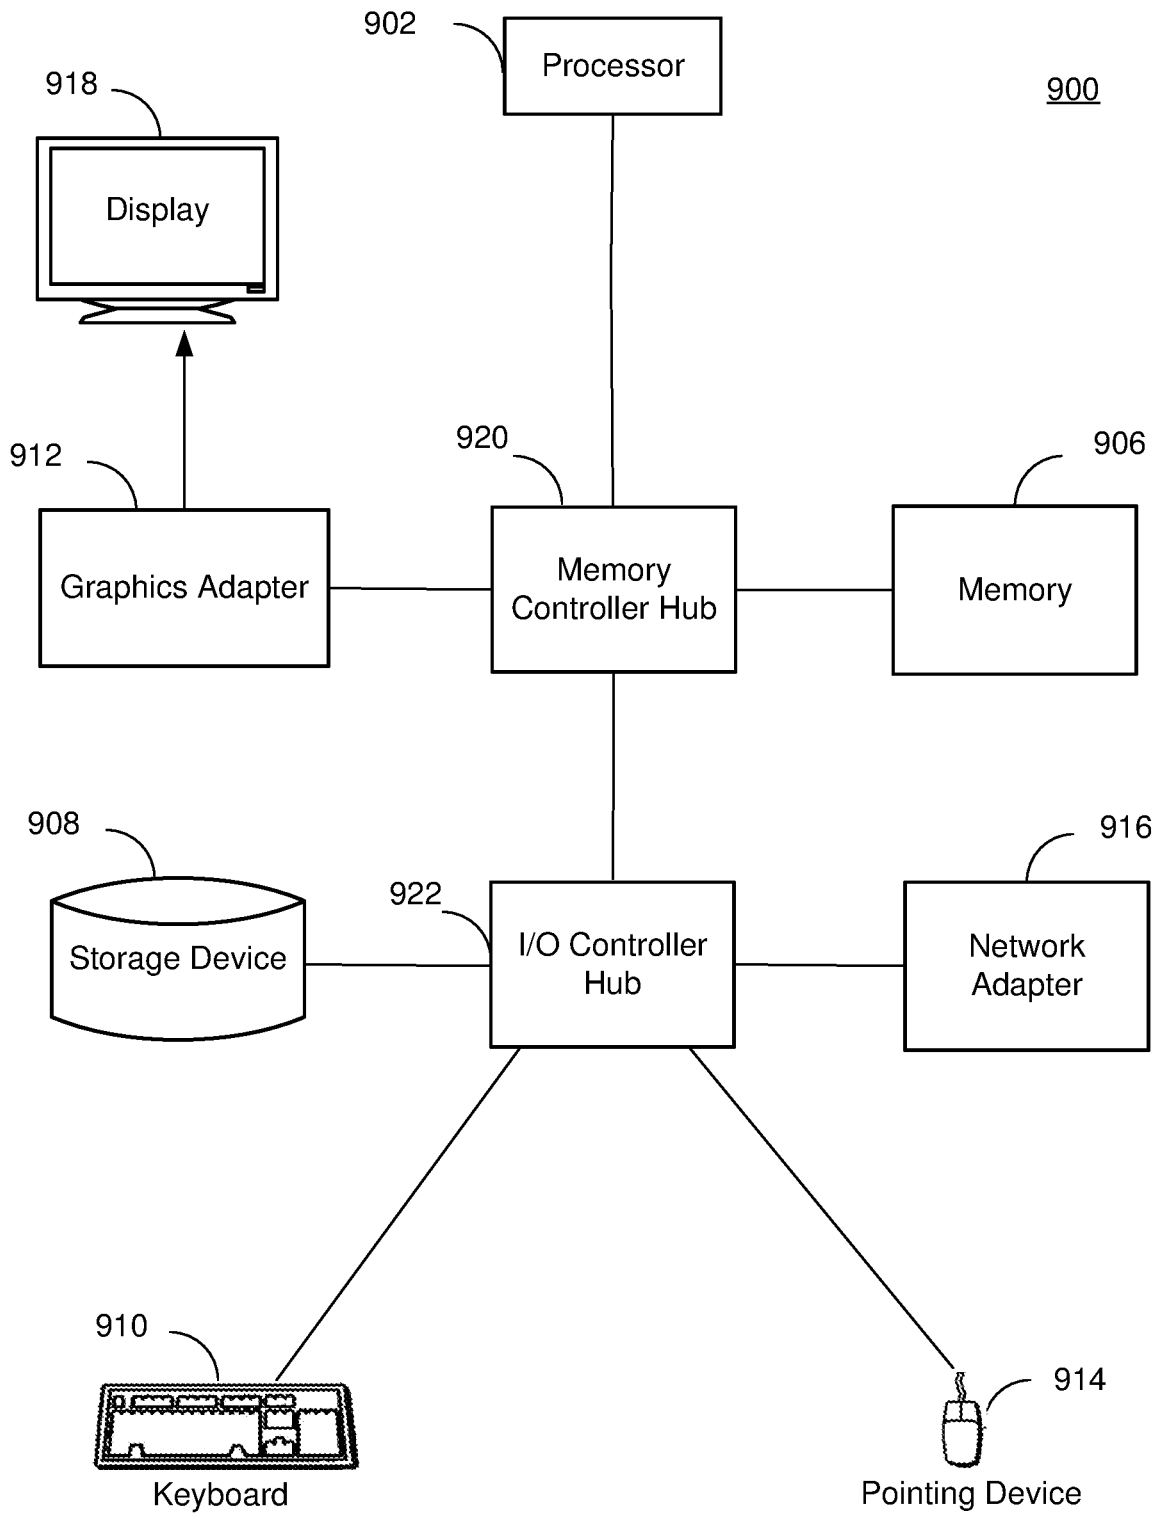 902
Processor
900
918
Display
912
920
906
Graphics Adapter
Memory
Controller Hub
Memory
908
922
916
Storage Device
I/O Controller
Hub
Network
Adapter
910
914
Keyboard
Pointing Device